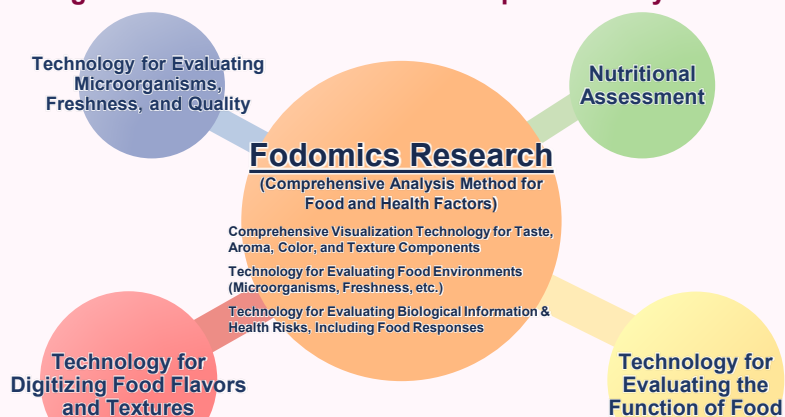 Technology for Evaluating
Microorganisms,
Freshness, and Quality
Nutritional
Assessment
Fodomics Research
(Comprehensive Analysis Method for
Food and Health Factors)
Comprehensive Visualization Technology for Taste,
Aroma, Color, and Texture Components
Technology for Evaluating Food Environments
(Microorganisms, Freshness, etc.)
Technology for Evaluating Biological Information &
Health Risks, Including Food Responses
Technology for
Digitizing Food Flavors
and Textures
Technology for
Evaluating the
Function of Food